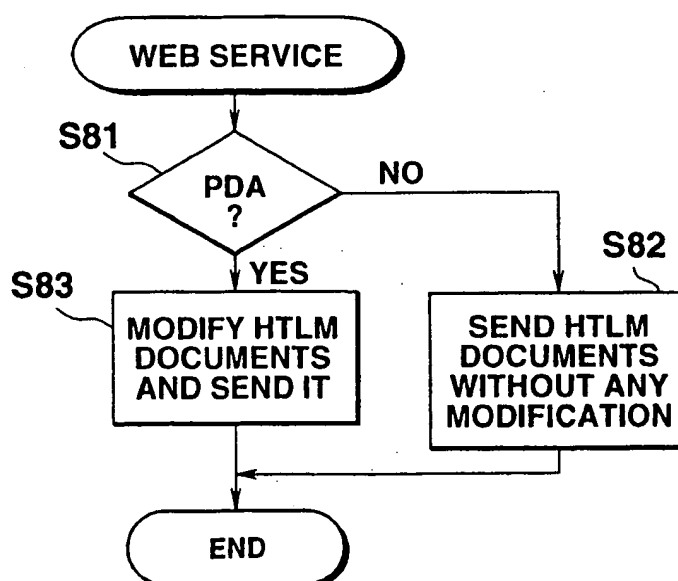 WEB SERVICE
S81
PDA
?
NO
YES
S82
S83
MODIFY HTLM
DOCUMENTS
AND SEND IT
SEND HTLM
DOCUMENTS
WITHOUT ANY
MODIFICATION
END